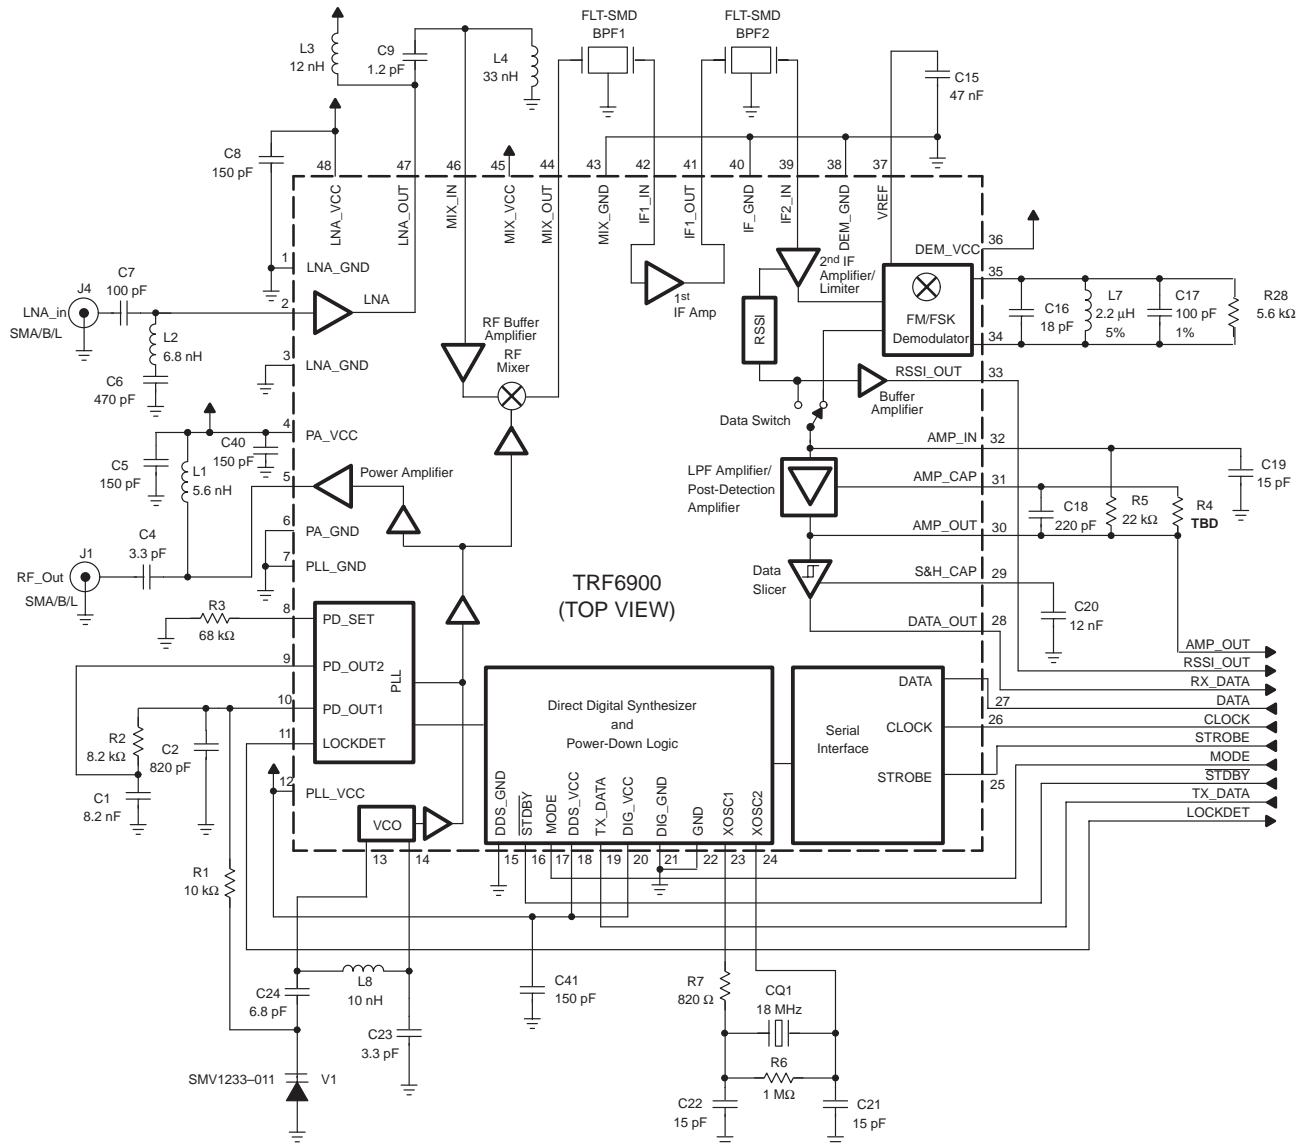 FLT-SMD
BPF1
FLT-SMD
BPF2
L3
12 nH
C9
1.2 pF
L4
33 nH
C15
47 nF
C8
150 pF
48
47
46
45
44
43
42
41
40
39
38
37
LNA_VCC
LNA_OUT
MIX_IN
MIX_VCC
MIX_OUT
MIX_GND
IF1_IN
IF1_OUT
IF_GND
IF2_IN
DEM_GND
VREF
DEM_VCC
36
1
LNA_GND
2
LNA
3
LNA_GND
C7
100 pF
J4
LNA_in
SMA/B/L
L2
6.8 nH
C6
470 pF
RF Buffer
Amplifier
RF
Mixer
1st
IF Amp
2nd IF
Amplifier/
Limiter
RSSI
FM/FSK
Demodulator
35
34
C16
18 pF
L7
2.2 μH
5%
C17
100 pF
1%
R28
5.6 kΩ
RSSI_OUT
33
Buffer
Amplifier
Data Switch
AMP_IN
32
C19
15 pF
4
PA_VCC
C5
150 pF
C40
150 pF
L1
5.6 nH
5
Power Amplifier
LPF Amplifier/
Post-Detection
Amplifier
AMP_CAP
31
C18
220 pF
R5
22 kΩ
R4
TBD
AMP_OUT
30
6
PA_GND
7
PLL_GND
C4
3.3 pF
J1
RF_Out
SMA/B/L
TRF6900
(TOP VIEW)
Data
Slicer
S&H_CAP
29
C20
12 nF
R3
68 kΩ
8
PD_SET
DATA_OUT
28
9
PD_OUT2
PLL
10
PD_OUT1
11
LOCKDET
R2
8.2 kΩ
C2
820 pF
C1
8.2 nF
12
PLL_VCC
Direct Digital Synthesizer
and
Power-Down Logic
Serial
Interface
DATA
27
CLOCK
26
STROBE
25
AMP_OUT
RSSI_OUT
RX_DATA
DATA
CLOCK
STROBE
MODE
STDBY
TX_DATA
LOCKDET
VCO
DDS_GND
STDBY
MODE
DDS_VCC
TX_DATA
DIG_VCC
DIG_GND
GND
XOSC1
XOSC2
13
14
15
16
17
18
19
20
21
22
23
24
R1
10 kΩ
C24
6.8 pF
L8
10 nH
C23
3.3 pF
C41
150 pF
R7
820 Ω
CQ1
18 MHz
R6
1 MΩ
SMV1233–011
V1
C22
15 pF
C21
15 pF